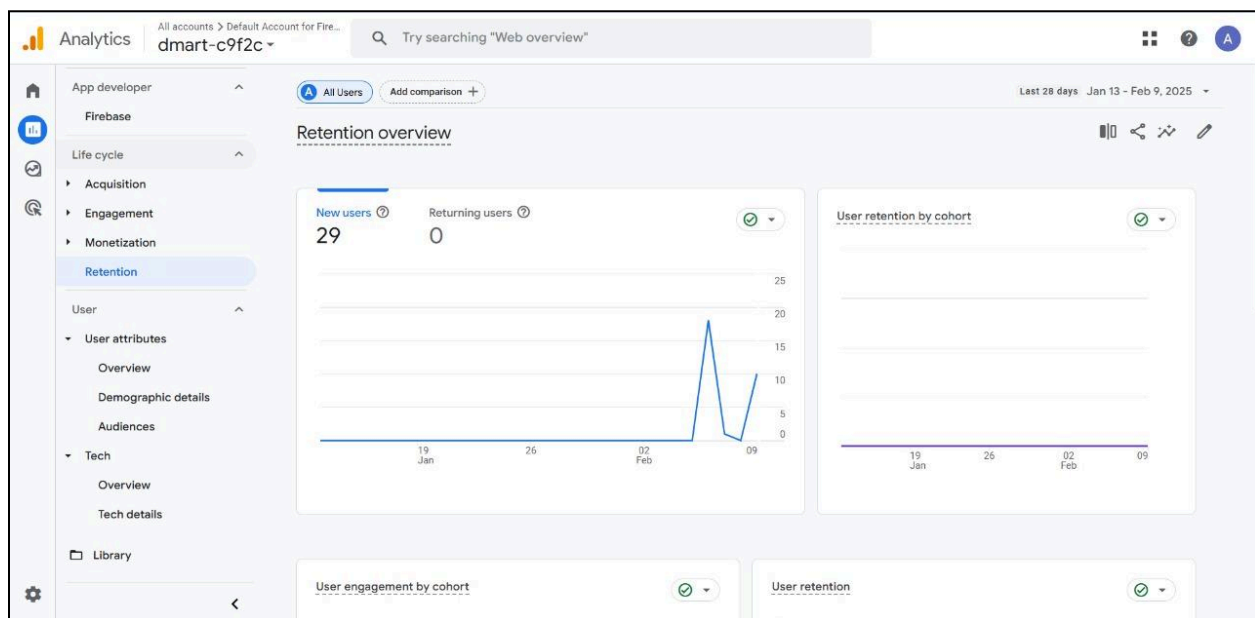 Analytics
All accounts > Default Account for Fire...
dmart-c9f2c
Try searching "Web overview"
A
App developer
Firebase
Life cycle
Acquisition
Engagement
Monetization
Retention
User
User attributes
Overview
Demographic details
Audiences
Tech
Overview
Tech details
Library
A All Users
Add comparison +
Last 28 days Jan 13 - Feb 9, 2025
Retention overview
New users
29
Returning users
0
25
20
15
10
5
0
19
Jan
26
02
Feb
09
User retention by cohort
19
Jan
26
02
Feb
09
User engagement by cohort
User retention